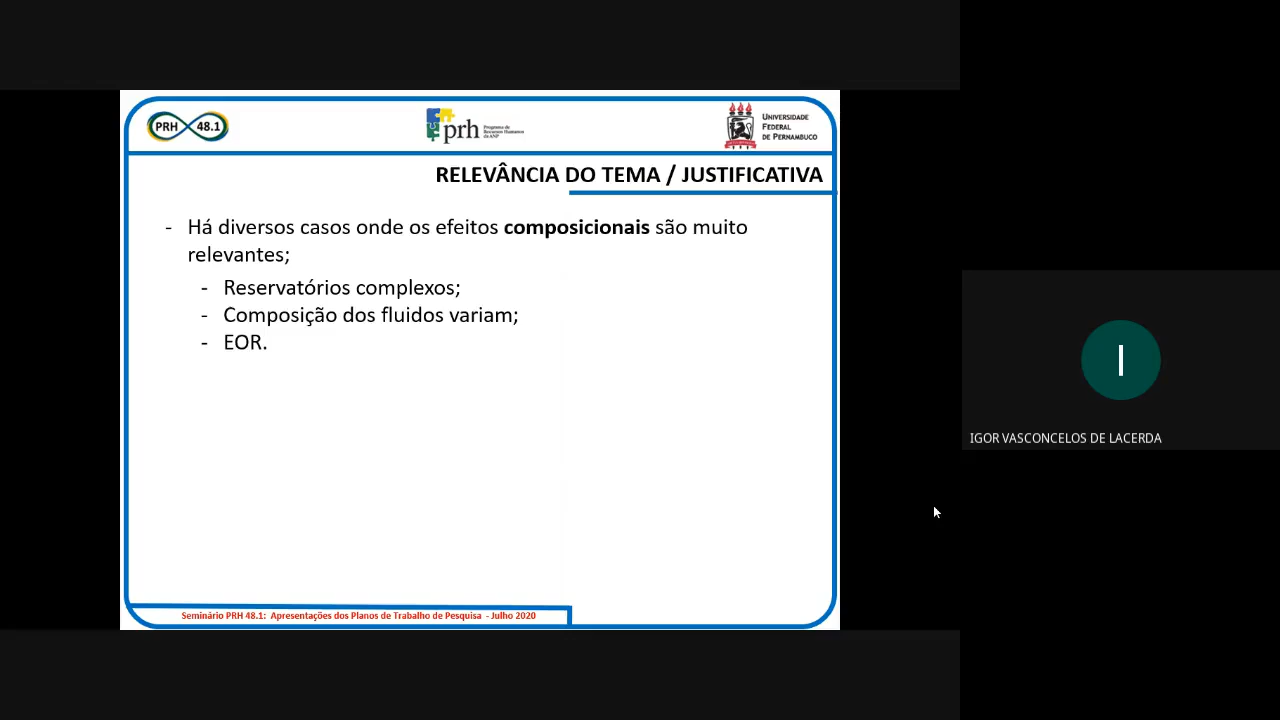 PRH 48.1
prh Programa de
Recursos Humanos
da ANP
UNIVERSIDADE
FEDERAL
DE PERNAMBUCO
RELEVÂNCIA DO TEMA / JUSTIFICATIVA
- Há diversos casos onde os efeitos composicionais são muito
relevantes;
- Reservatórios complexos;
- Composição dos fluidos variam;
- EOR.
I
IGOR VASCONCELOS DE LACERDA
Seminário PRH 48.1: Apresentações dos Planos de Trabalho de Pesquisa - Julho 2020